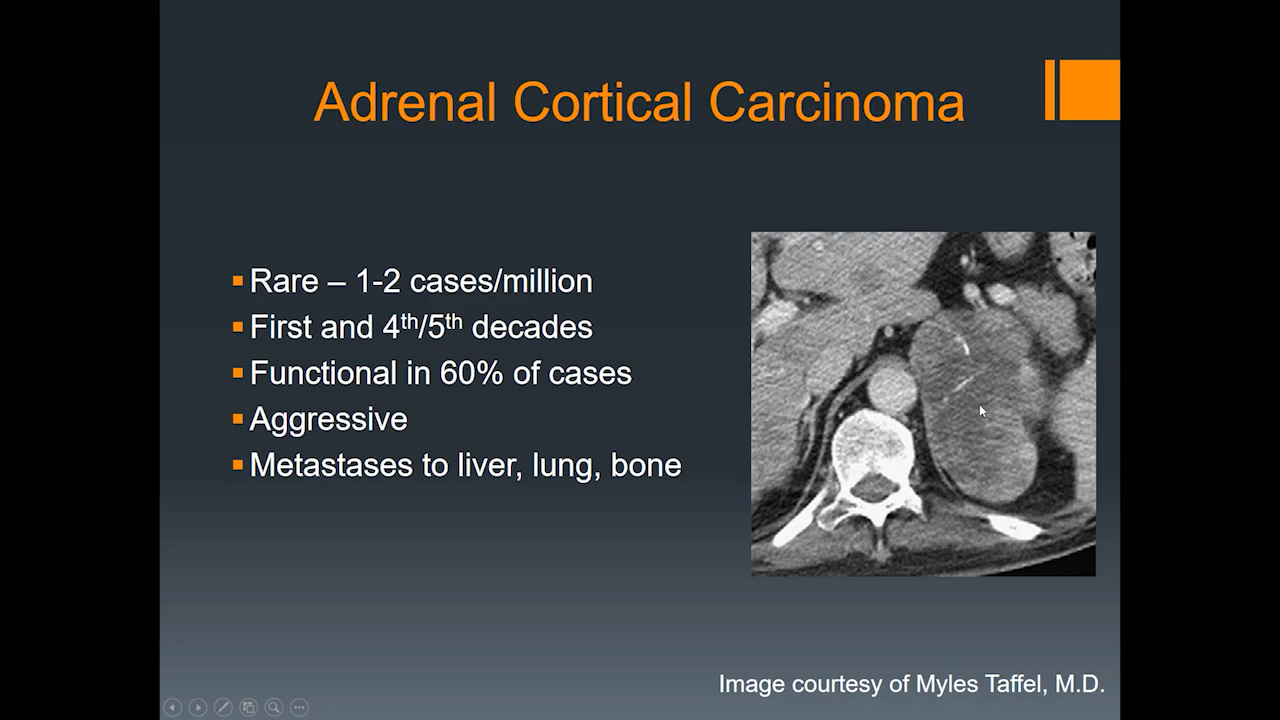 Adrenal Cortical Carcinoma
Rare – 1-2 cases/million
First and 4th/5th decades
Functional in 60% of cases
Aggressive
Metastases to liver, lung, bone
Image courtesy of Myles Taffel, M.D.